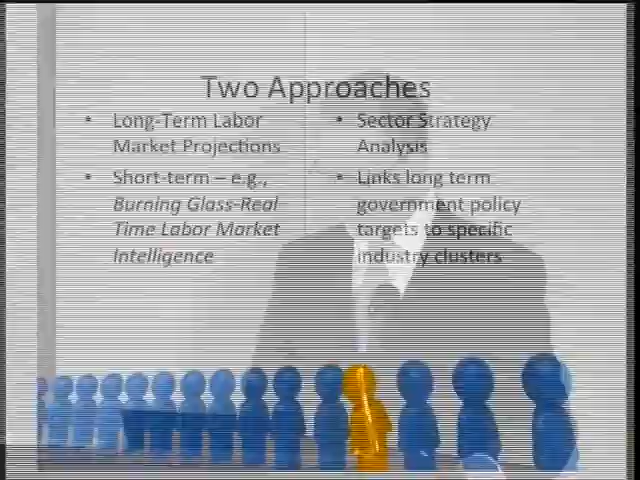 Two Approaches
• Long-Term Labor
Market Projections
• Short-term – e.g.,
Burning Glass-Real
Time Labor Market
Intelligence
• Sector Strategy
Analysis
• Links long term
government policy
targets to specific
industry clusters